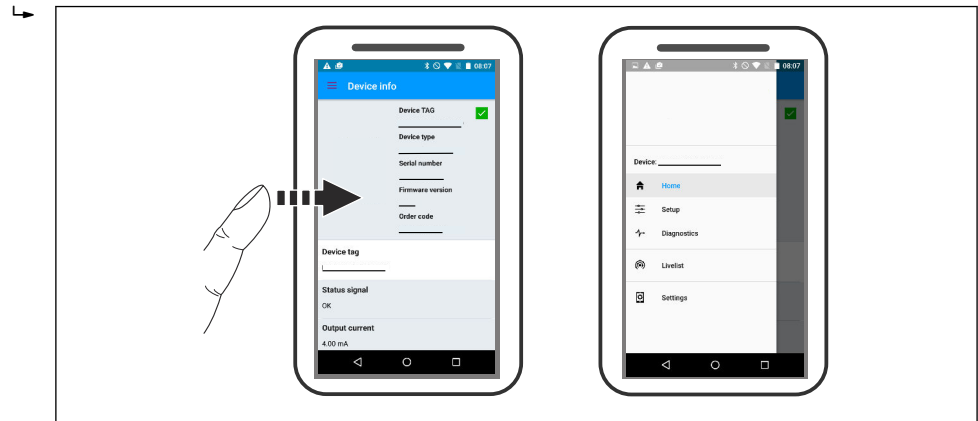 08:07
Device info
Device TAG
Device type
Serial number
Firmware version
Order code
Device tag
Status signal
OK
Output current
4.00 mA
08:07
Device:
Home
Setup
Diagnostics
Livelist
Settings